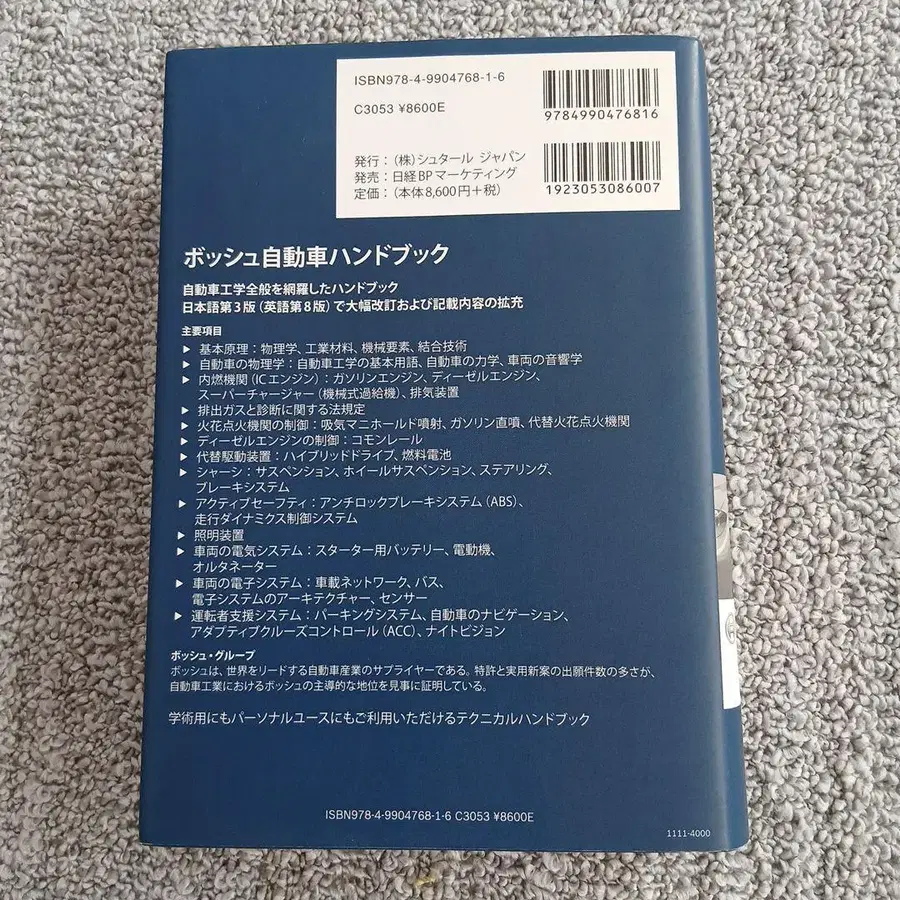 ISBN978-4-9904768-1-6
C3053 ¥8600E
9784990476816
発行：（株）シュタール ジャパン
発売：日経BPマーケティング
定価：（本体8,600円＋税）
1923053086007
ボッシュ自動車ハンドブック
自動車工学全般を網羅したハンドブック
日本語第3版（英語第8版）で大幅改訂および記載内容の拡充
主要項目
▶ 基本原理：物理学、工業材料、機械要素、結合技術
▶ 自動車の物理学：自動車工学の基本用語、自動車の力学、車両の音響学
▶ 内燃機関（ICエンジン）：ガソリンエンジン、ディーゼルエンジン、
スーパーチャージャー（機械式過給機）、排気装置
▶ 排出ガスと診断に関する法規定
▶ 火花点火機関の制御：吸気マニホールド噴射、ガソリン直噴、代替火花点火機関
▶ ディーゼルエンジンの制御：コモンレール
▶ 代替駆動装置：ハイブリッドドライブ、燃料電池
▶ シャーシ：サスペンション、ホイールサスペンション、ステアリング、
ブレーキシステム
▶ アクティブセーフティ：アンチロックブレーキシステム（ABS）、
走行ダイナミクス制御システム
▶ 照明装置
▶ 車両の電気システム：スターター用バッテリー、電動機、
オルタネーター
▶ 車両の電子システム：車載ネットワーク、バス、
電子システムのアーキテクチャー、センサー
▶ 運転者支援システム：パーキングシステム、自動車のナビゲーション、
アダプティブクルーズコントロール（ACC）、ナイトビジョン
ボッシュ・グループ
ボッシュは、世界をリードする自動車産業のサプライヤーである。特許と実用新案の出願件数の多さが、
自動車工業におけるボッシュの主導的な地位を見事に証明している。
学術用にもパーソナルユースにもご利用いただけるテクニカルハンドブック
ISBN978-4-9904768-1-6 C3053 ¥8600E
1111-4000